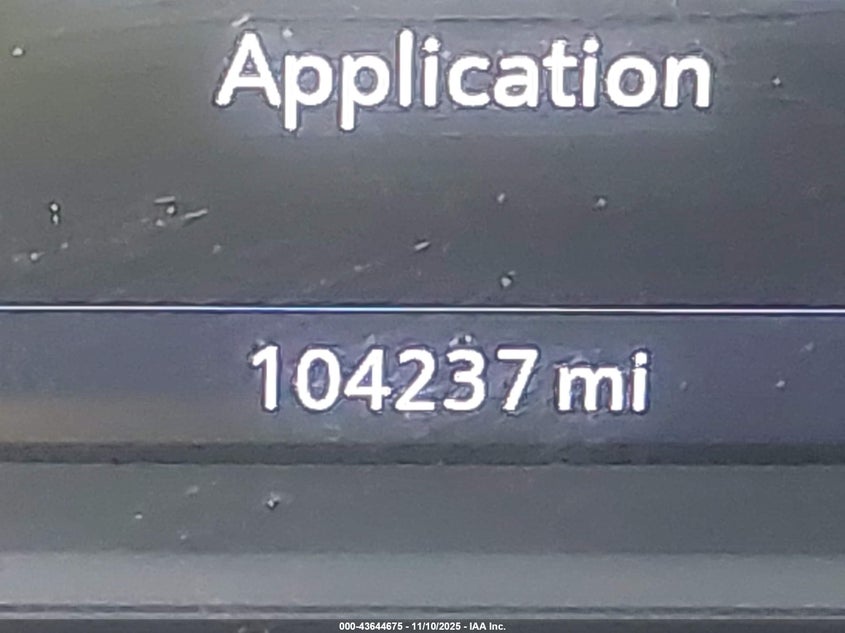 Application
104237 mi
000-43644675 - 11/10/2025 - IAA Inc.